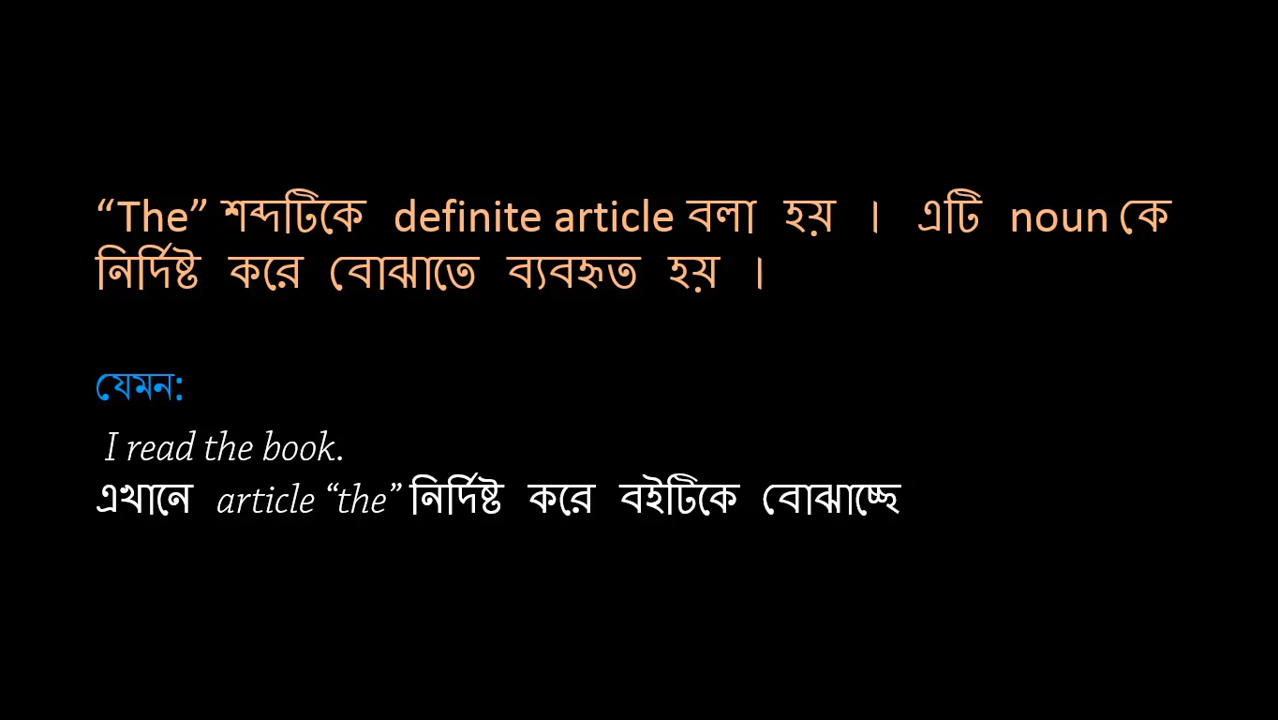 “The” শব্দটিকে definite article বলা হয় । এটি noun কে
নির্দিষ্ট করে বোঝাতে ব্যবহৃত হয় ।
যেমন:
I read the book.
এখানে article “the” নির্দিষ্ট করে বইটিকে বোঝাচ্ছে